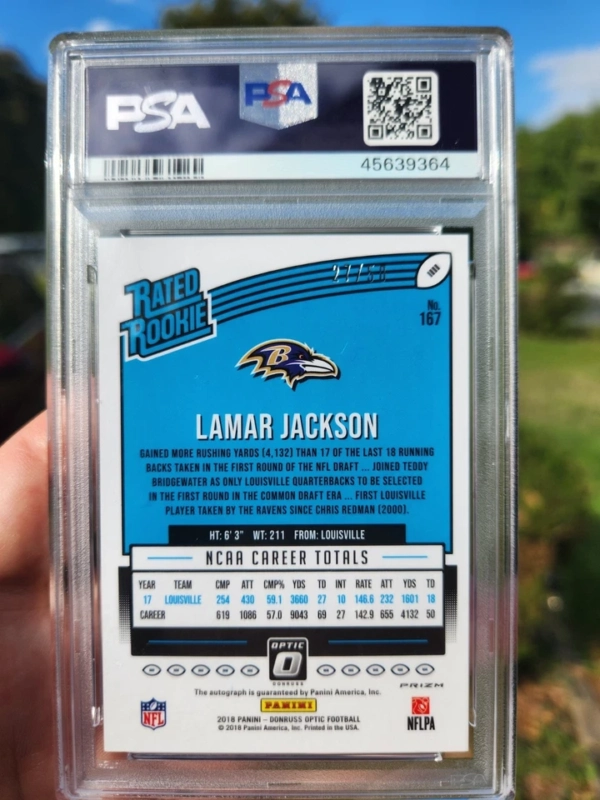 PSA PSA
45639364
RATED
ROOKIE
No.
167
B
LAMAR JACKSON
GAINED MORE RUSHING YARDS (4,132) THAN 17 OF THE LAST 18 RUNNING
BACKS TAKEN IN THE FIRST ROUND OF THE NFL DRAFT ... JOINED TEDDY
BRIDGEWATER AS ONLY LOUISVILLE QUARTERBACKS TO BE SELECTED
IN THE FIRST ROUND IN THE COMMON DRAFT ERA ... FIRST LOUISVILLE
PLAYER TAKEN BY THE RAVENS SINCE CHRIS REDMAN (2000).
HT: 6' 3" WT: 211 FROM: LOUISVILLE
NCAA CAREER TOTALS
YEAR TEAM CMP ATT CMP% YDS TD INT RATE ATT YDS TD
17 LOUISVILLE 254 430 59.1 3660 27 10 146.6 232 1601 18
CAREER 619 1086 57.0 9043 69 27 142.9 655 4132 50
OPTIC
DONRUSS
The autograph is guaranteed by Panini America, Inc.
PRIZM
PANINI
NFL
2018 PANINI – DONRUSS OPTIC FOOTBALL
© 2018 Panini America, Inc. Printed in the USA.
NFLPA